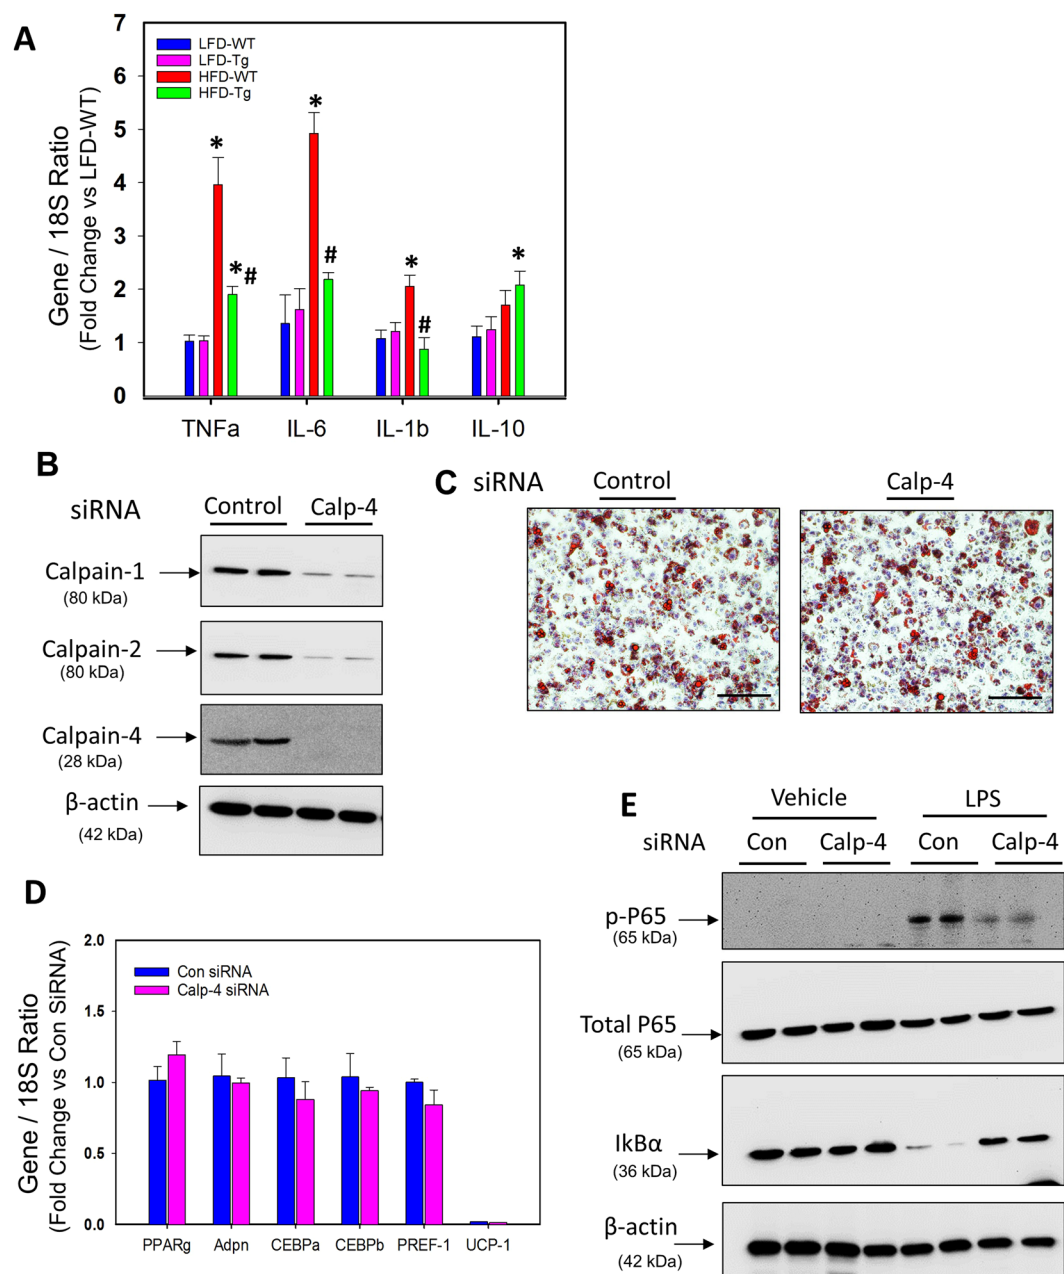 A
7
6
5
4
3
2
1
0
Gene / 18S Ratio
(Fold Change vs LFD-WT)
LFD-WT
LFD-Tg
HFD-WT
HFD-Tg
*
* #
*
#
*
#
*
TNFa IL-6 IL-1b IL-10
B
siRNA Control Calp-4
Calpain-1
(80 kDa)
Calpain-2
(80 kDa)
Calpain-4
(28 kDa)
β-actin
(42 kDa)
C
siRNA Control Calp-4
D
2.0
1.5
1.0
0.5
0.0
Gene / 18S Ratio
(Fold Change vs Con SiRNA)
Con siRNA
Calp-4 siRNA
PPARg Adpn CEBPa CEBPb PREF-1 UCP-1
E
Vehicle LPS
siRNA Con Calp-4 Con Calp-4
p-P65
(65 kDa)
Total P65
(65 kDa)
IkBα
(36 kDa)
β-actin
(42 kDa)